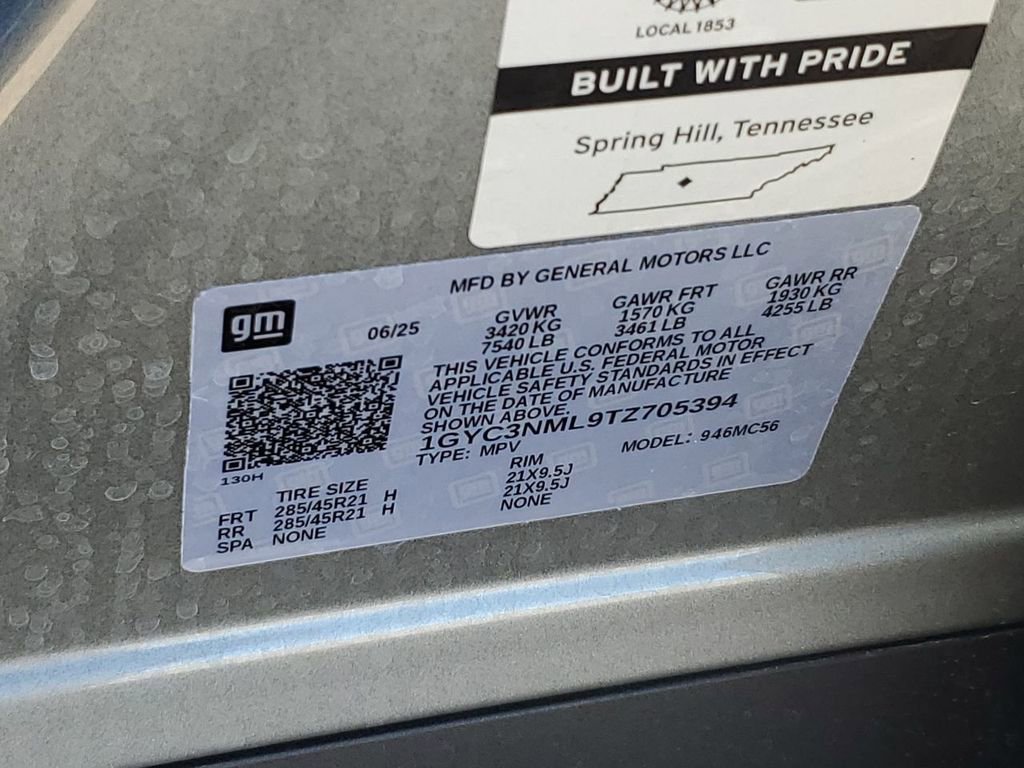 LOCAL 1853
BUILT WITH PRIDE
Spring Hill, Tennessee
MFD BY GENERAL MOTORS LLC
gm
06/25
GVWR GAWR FRT GAWR RR
3420 KG 1570 KG 1930 KG
7540 LB 3461 LB 4255 LB
THIS VEHICLE CONFORMS TO ALL
APPLICABLE U.S. FEDERAL MOTOR
VEHICLE SAFETY STANDARDS IN EFFECT
ON THE DATE OF MANUFACTURE
SHOWN ABOVE.
1GYC3NML9TZ705394
TYPE: MPV MODEL: 946MC56
130H
TIRE SIZE RIM
FRT 285/45R21 H 21X9.5J
RR 285/45R21 H 21X9.5J
SPA NONE NONE